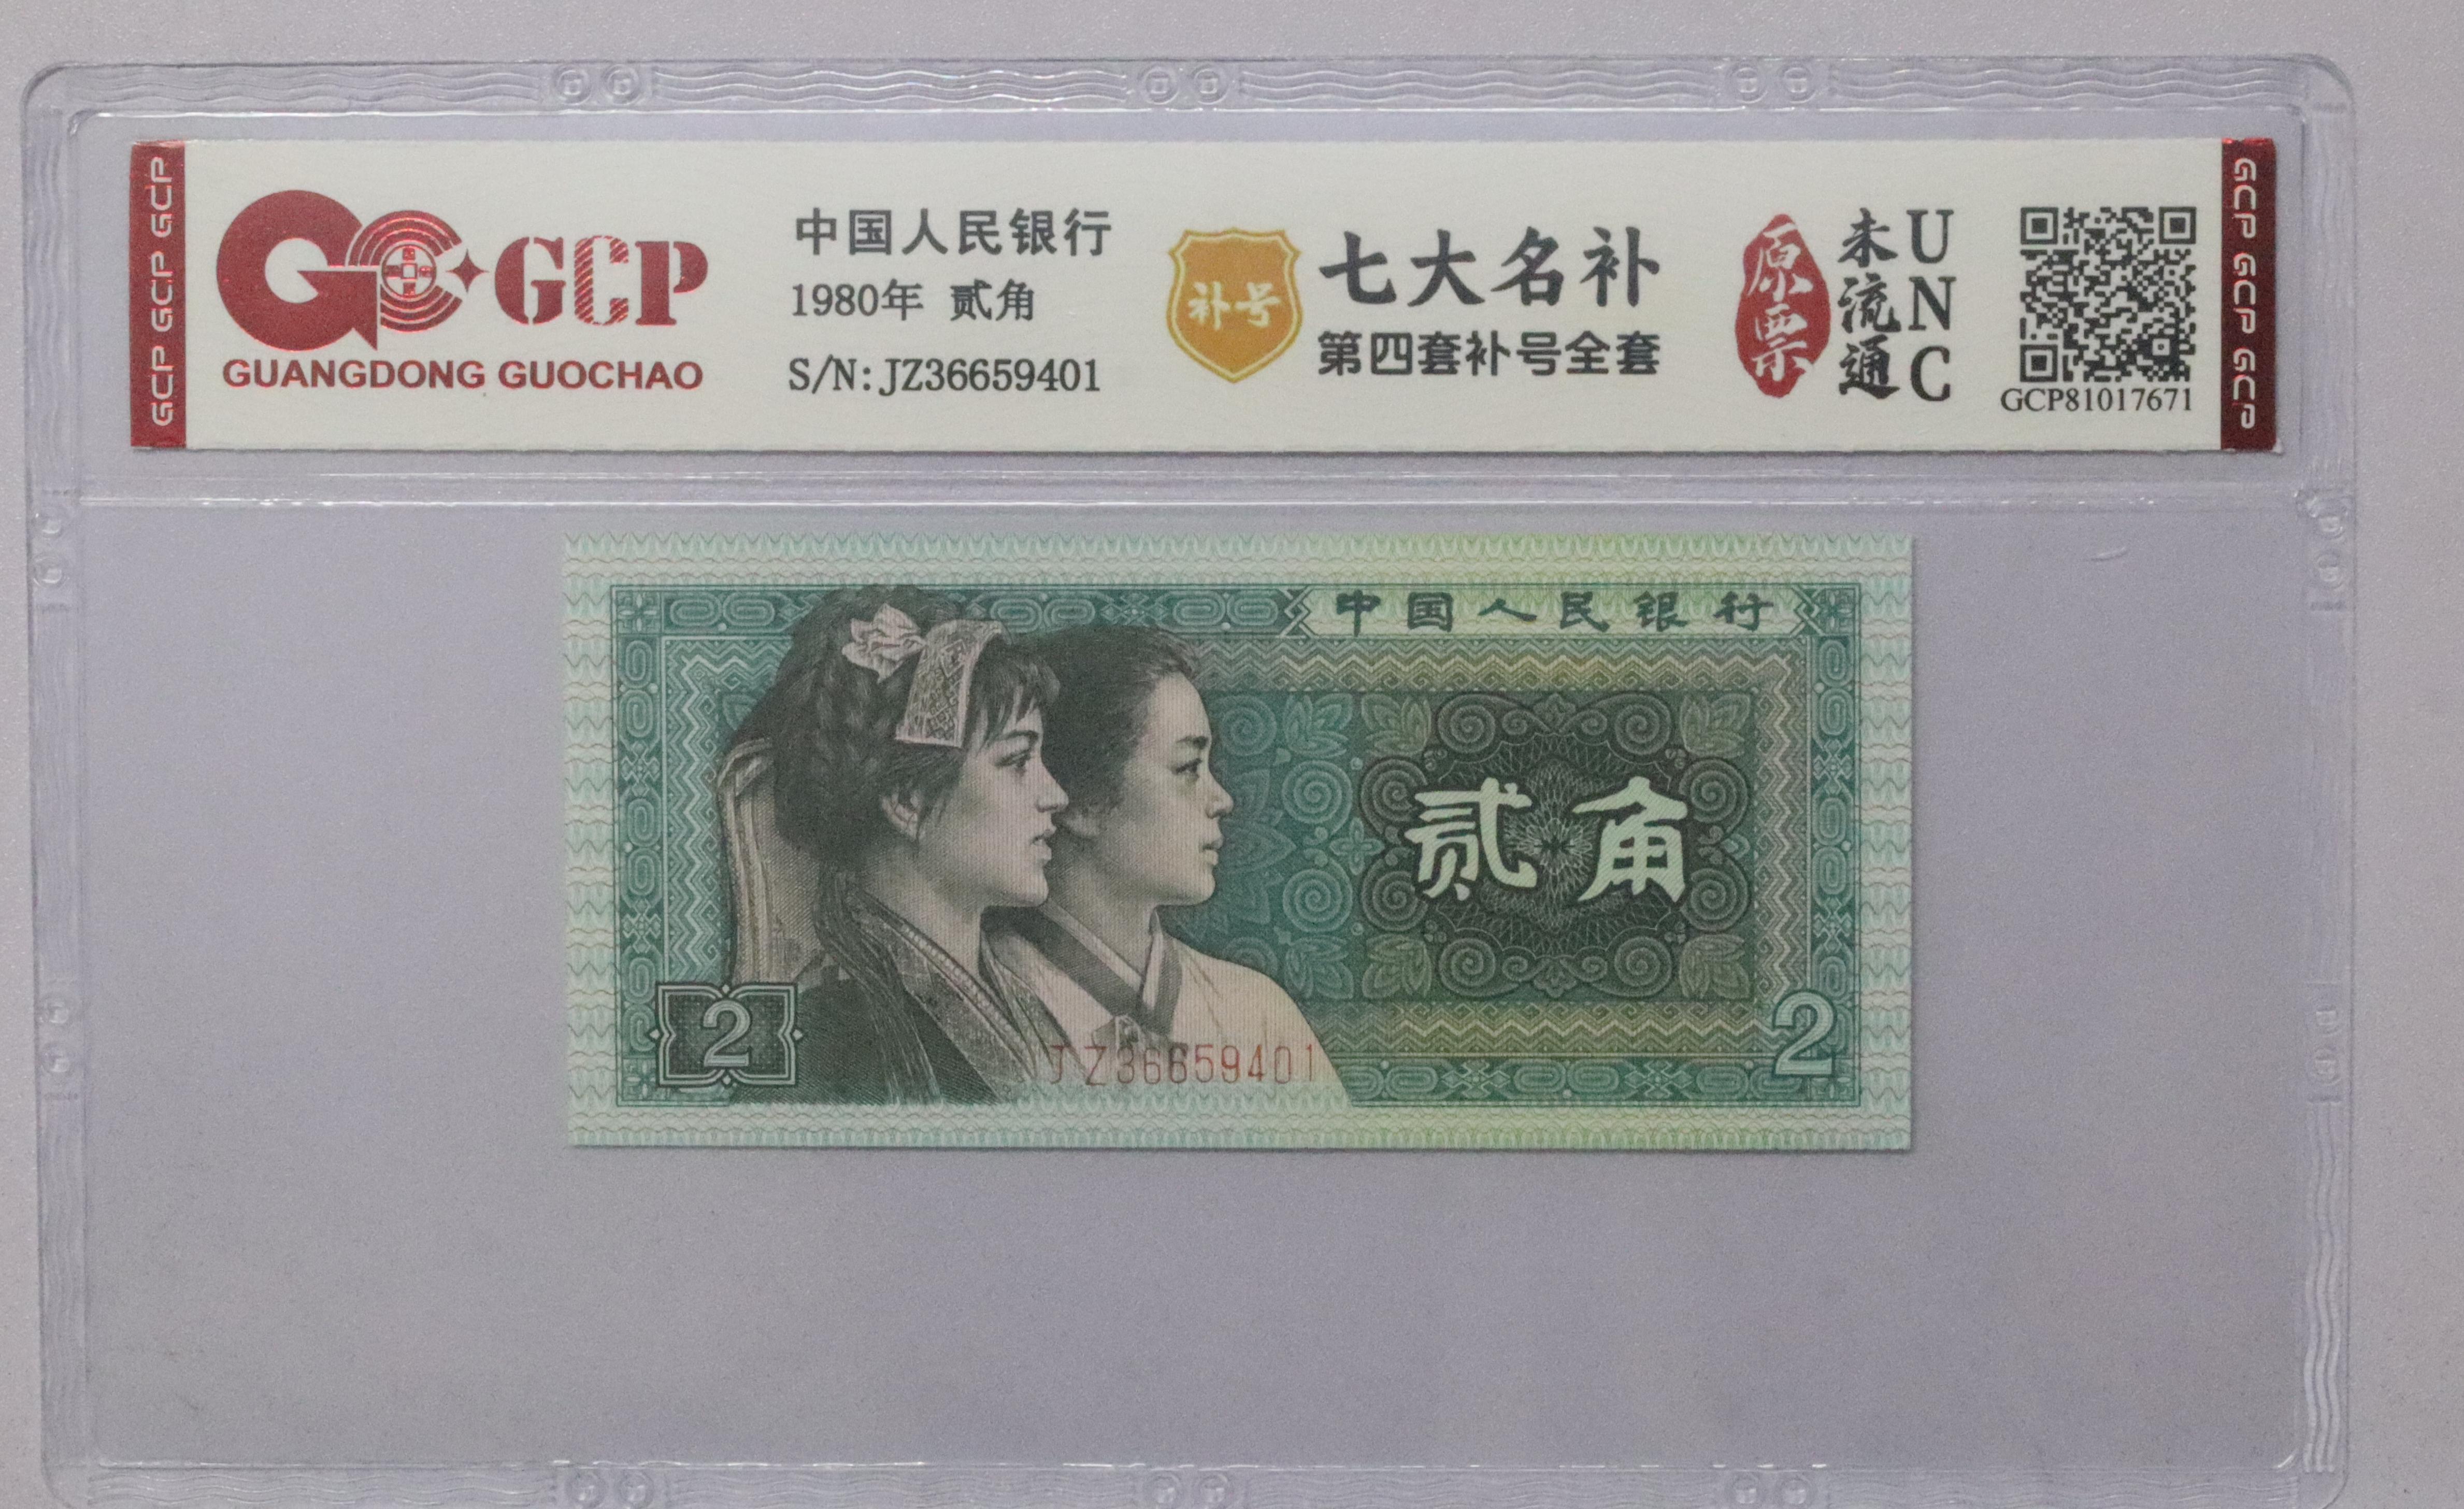 GCP GCP GCP
GCP
GUANGDONG GUOCHAO
中国人民银行
1980年 贰角
S/N: JZ36659401
补号
七大名补
第四套补号全套
原票
未流通
UNC
GCP81017671
GCP GCP GCP
中国人民银行
贰角
2
JZ36659401
2